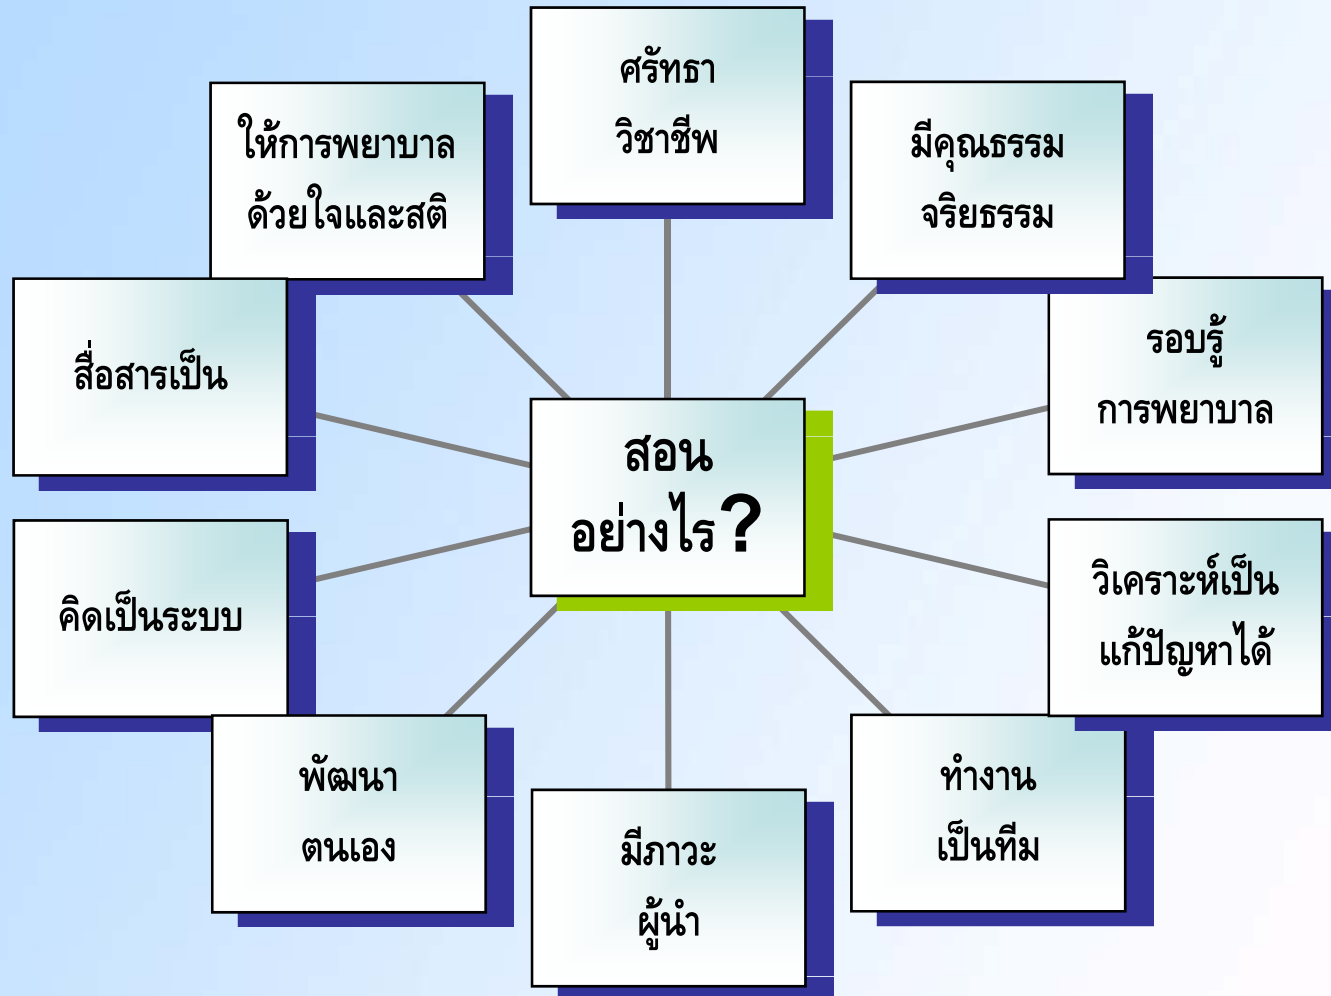 ศรัทธา
วิชาชีพ
มีคุณธรรม
จริยธรรม
รอบรู้
การพยาบาล
วิเคราะห์เป็น
แก้ปัญหาได้
ทำงาน
เป็นทีม
มีภาวะ
ผู้นำ
พัฒนา
ตนเอง
คิดเป็นระบบ
สื่อสารเป็น
ให้การพยาบาล
ด้วยใจและสติ
สอน
อย่างไร?